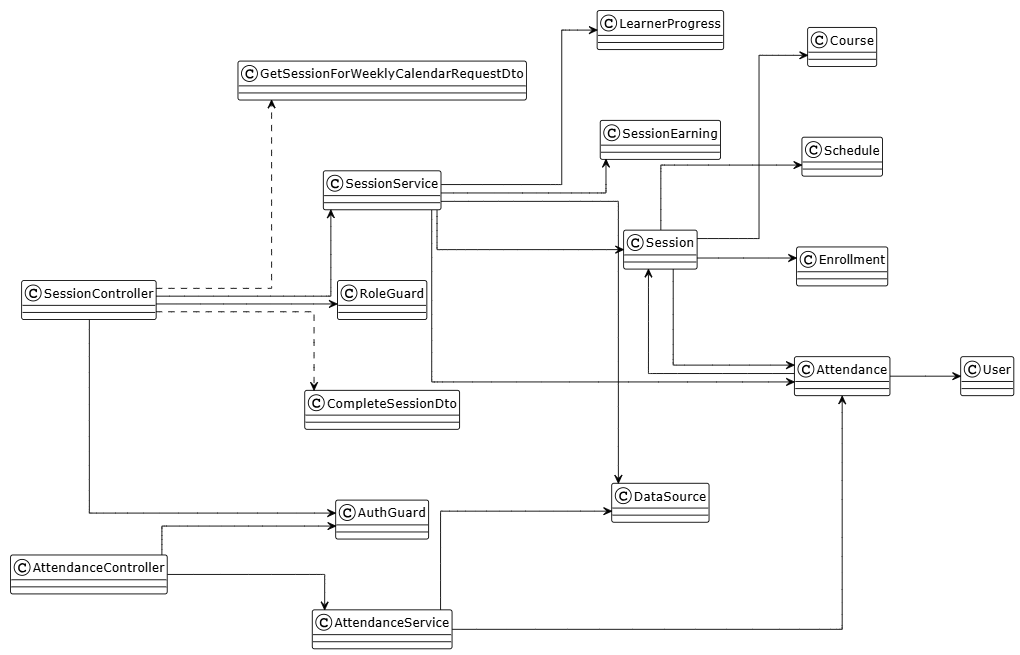 C LearnerProgress
C Course
C GetSessionForWeeklyCalendarRequestDto
C SessionEarning
C Schedule
C SessionService
C Session
C Enrollment
C SessionController
C RoleGuard
C Attendance
C User
C CompleteSessionDto
C DataSource
C AuthGuard
C AttendanceController
C AttendanceService